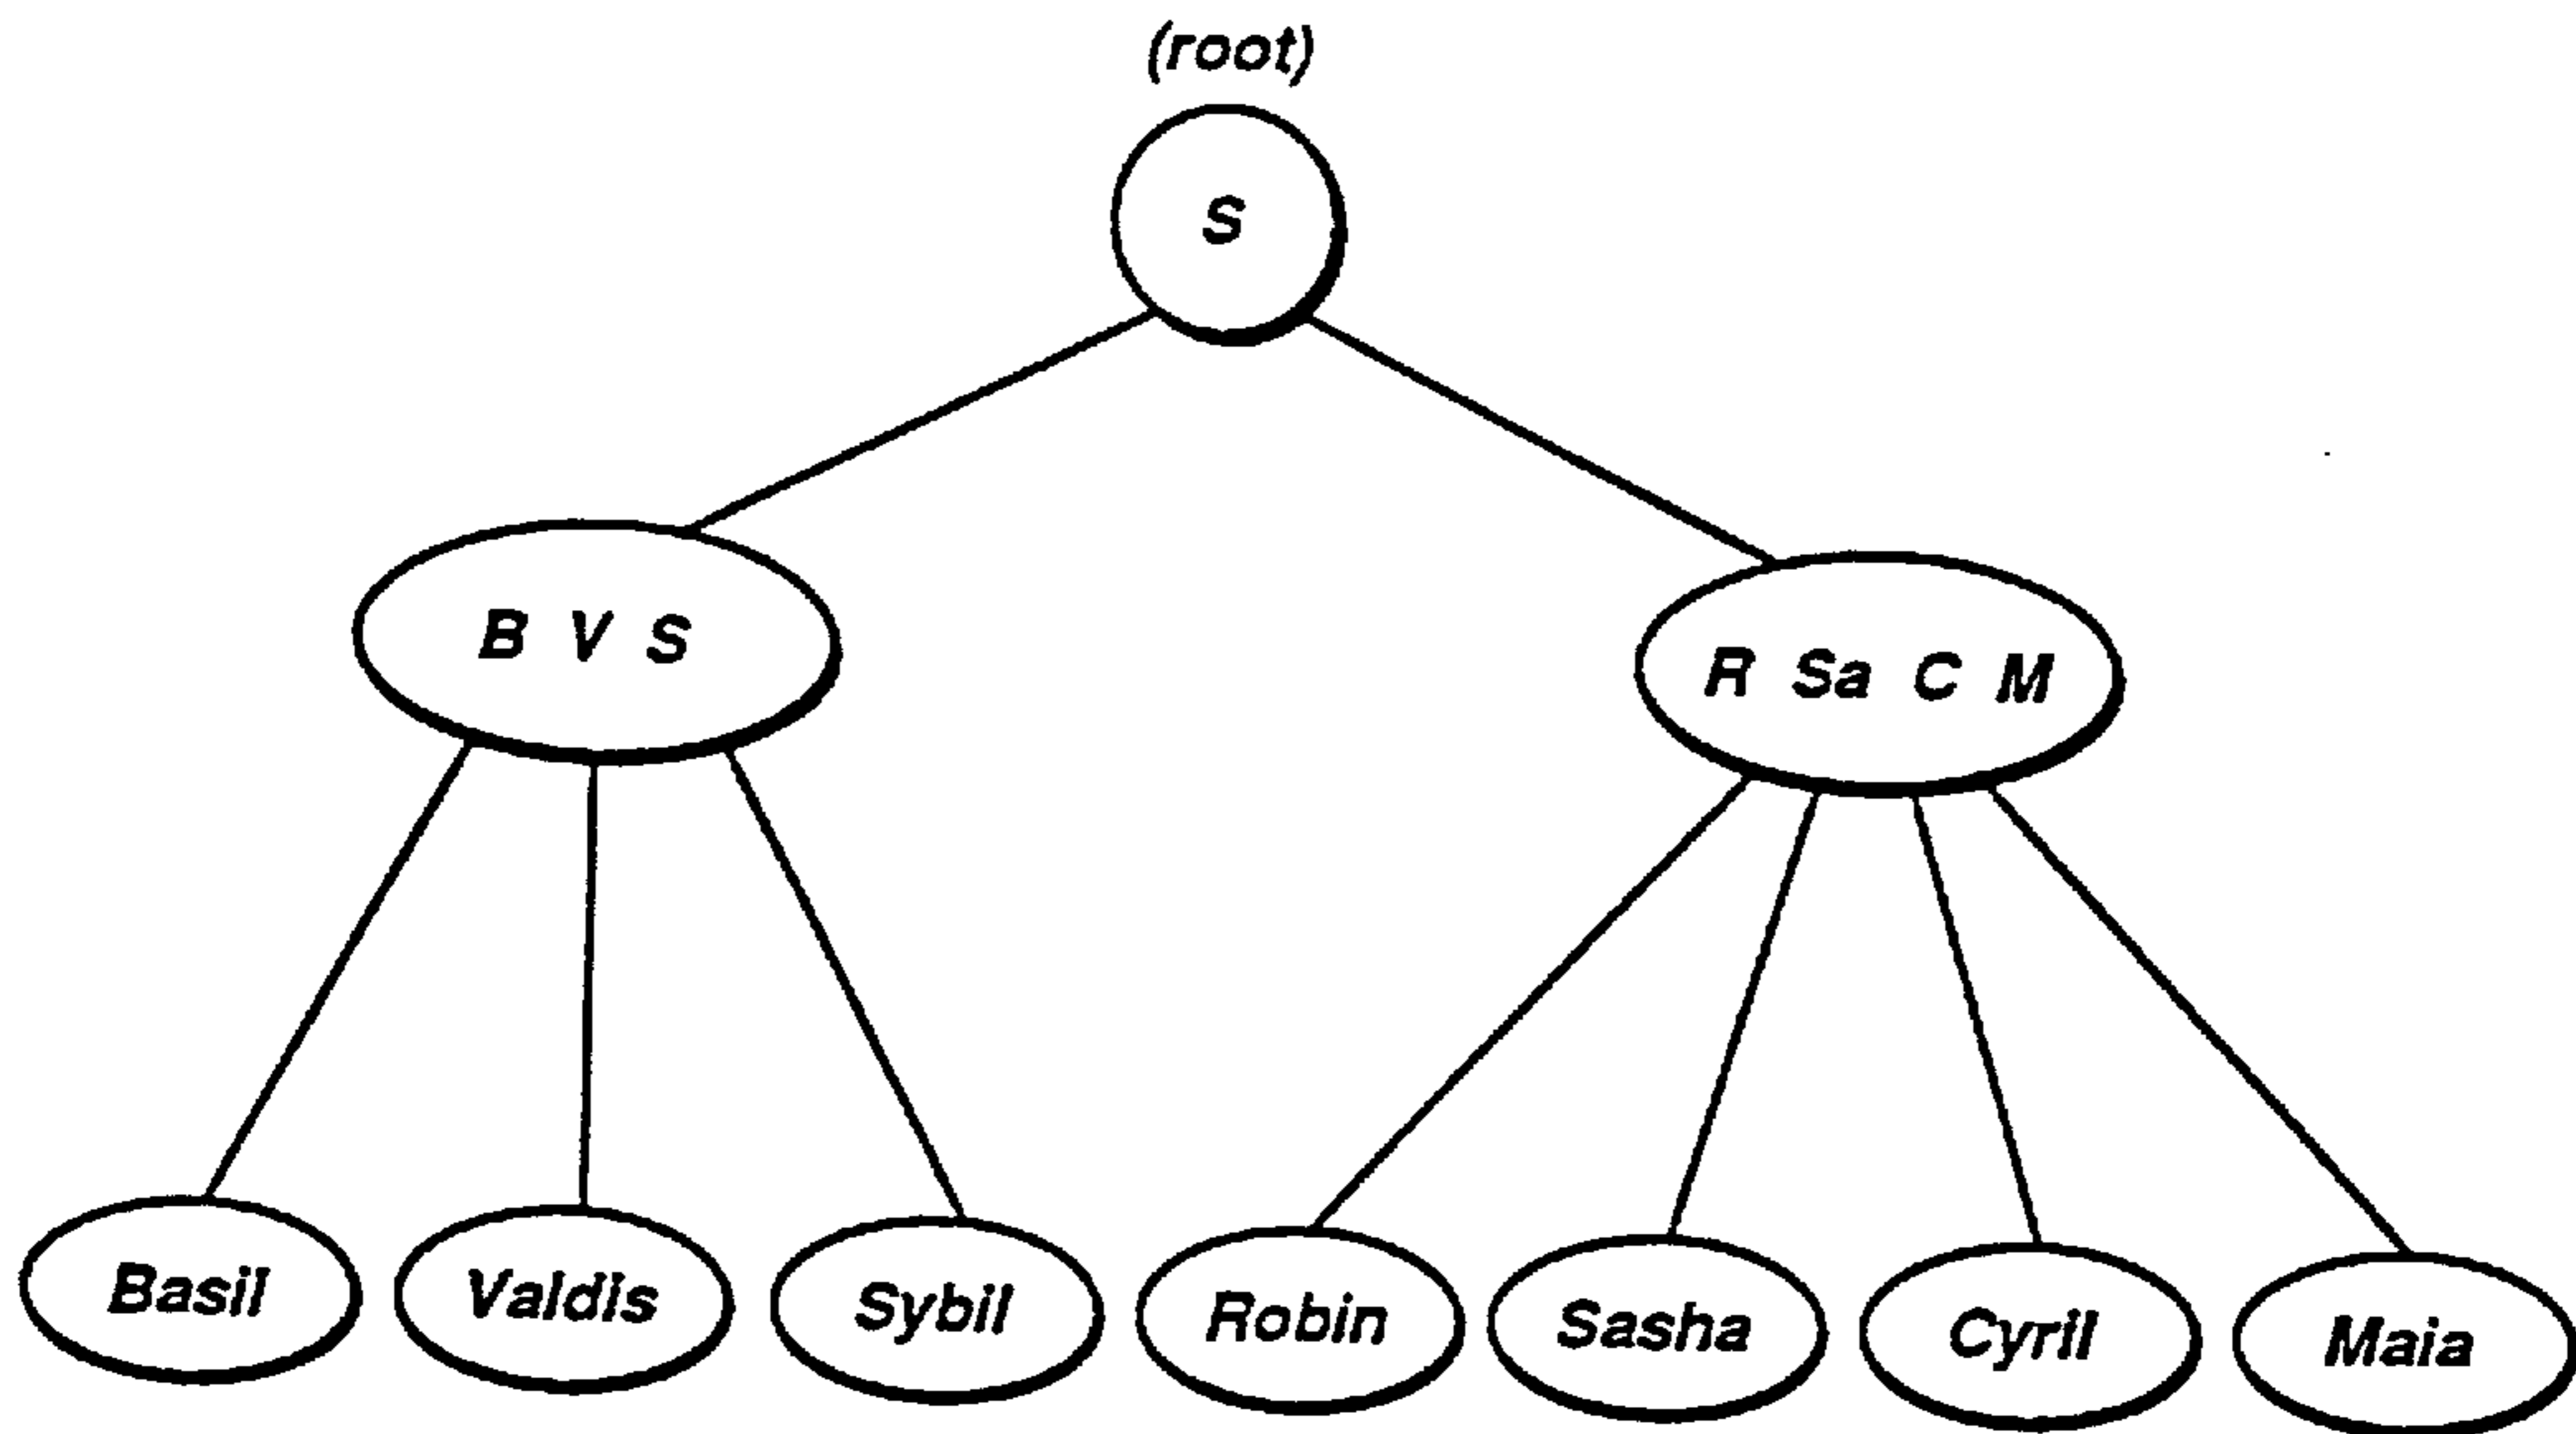 (root)
S
B V S
R Sa C M
Basil
Valdis
Sybil
Robin
Sasha
Cyril
Maia